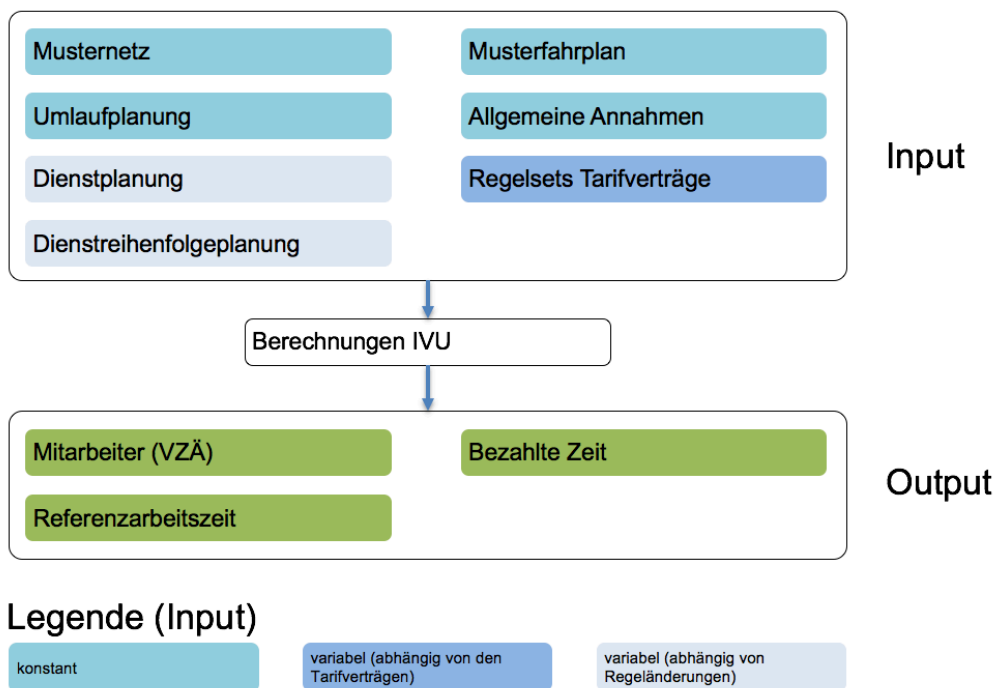 Musternetz
Musterfahrplan
Umlaufplanung
Allgemeine Annahmen
Dienstplanung
Regelsets Tarifverträge
Dienstreihenfolgeplanung
Input
Berechnungen IVU
Mitarbeiter (VZÄ)
Bezahlte Zeit
Referenzarbeitszeit
Output
Legende (Input)
konstant
variabel (abhängig von den
Tarifverträgen)
variabel (abhängig von
Regeländerungen)